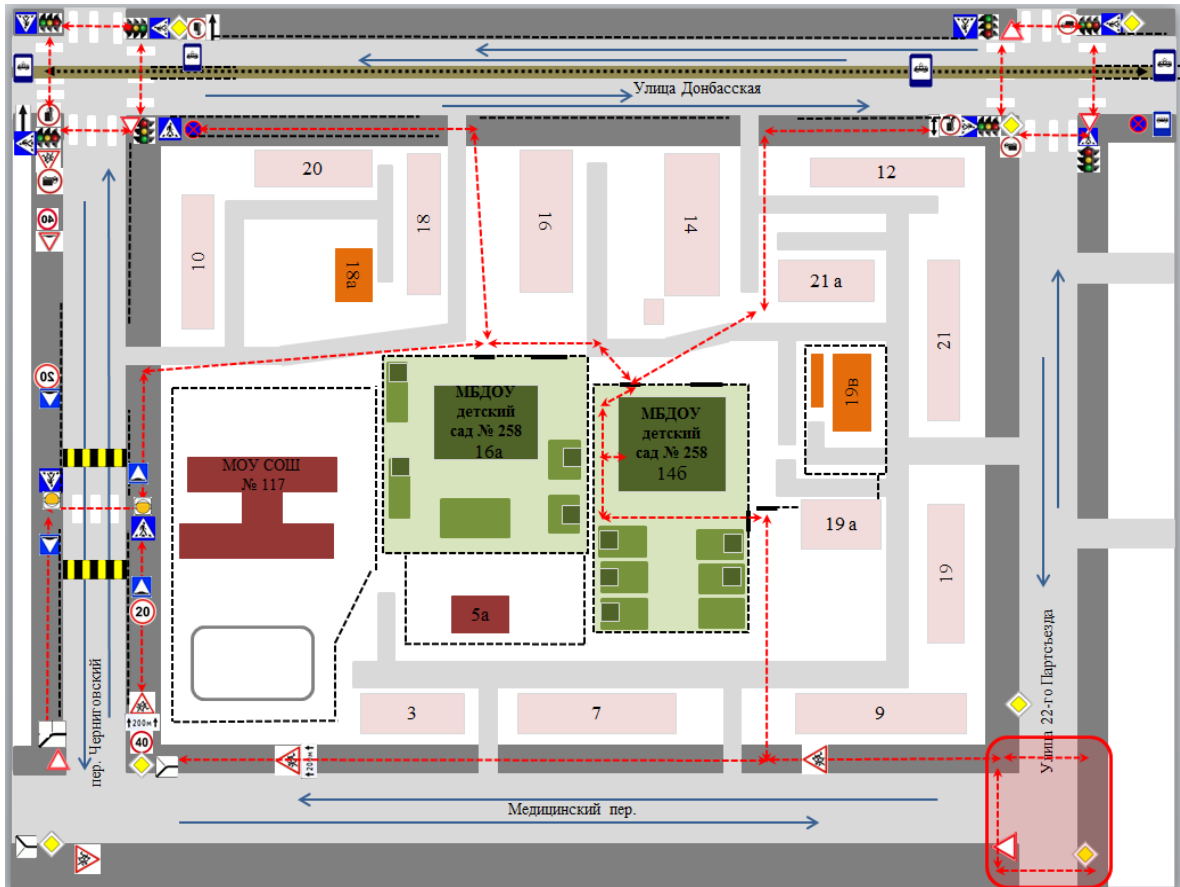 Улица Донбасская
20
12
18
16
14
10
18а
21 а
21
20
19в
МБДОУ
детский
сад № 258
16а
МБДОУ
детский
сад № 258
14б
МОУ СОШ
№ 117
19 а
19
5а
20
40
40
200м
200м
3
7
9
пер. Черниговский
Улица 22-го Партсъезда
Медицинский пер.